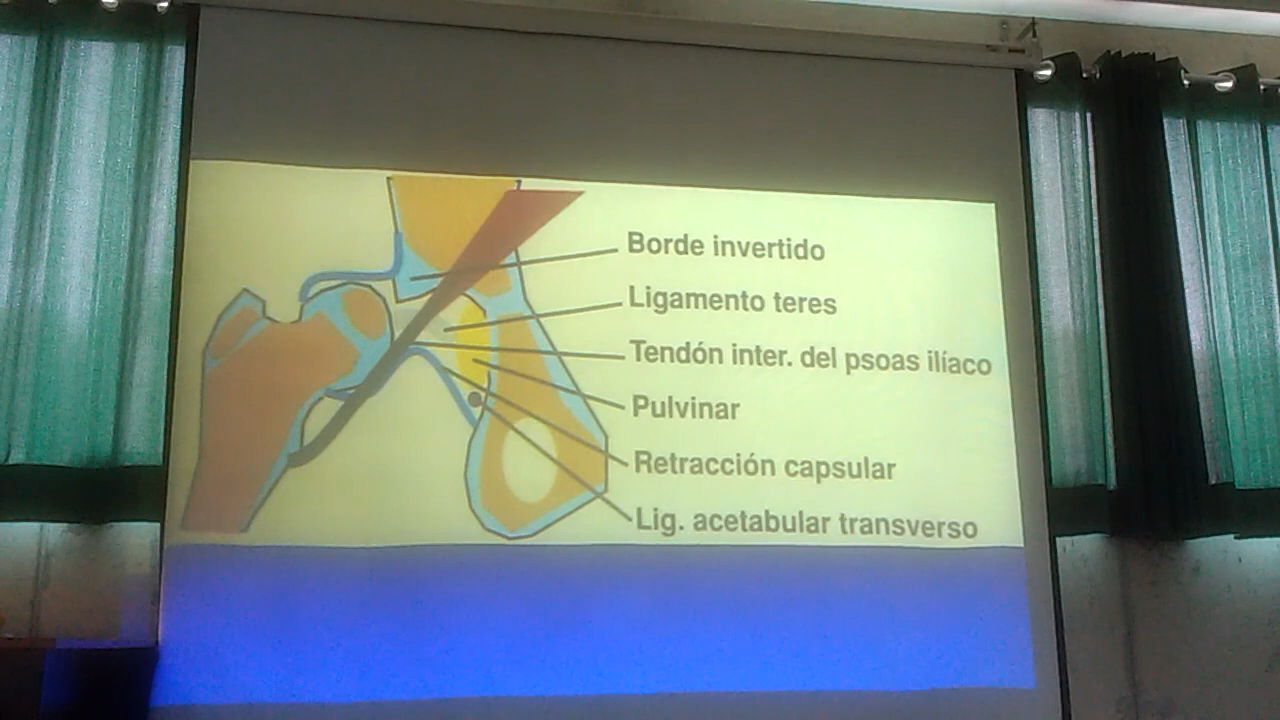 Borde invertido
Ligamento teres
Tendón inter. del psoas ilíaco
Pulvinar
Retracción capsular
Lig. acetabular transverso